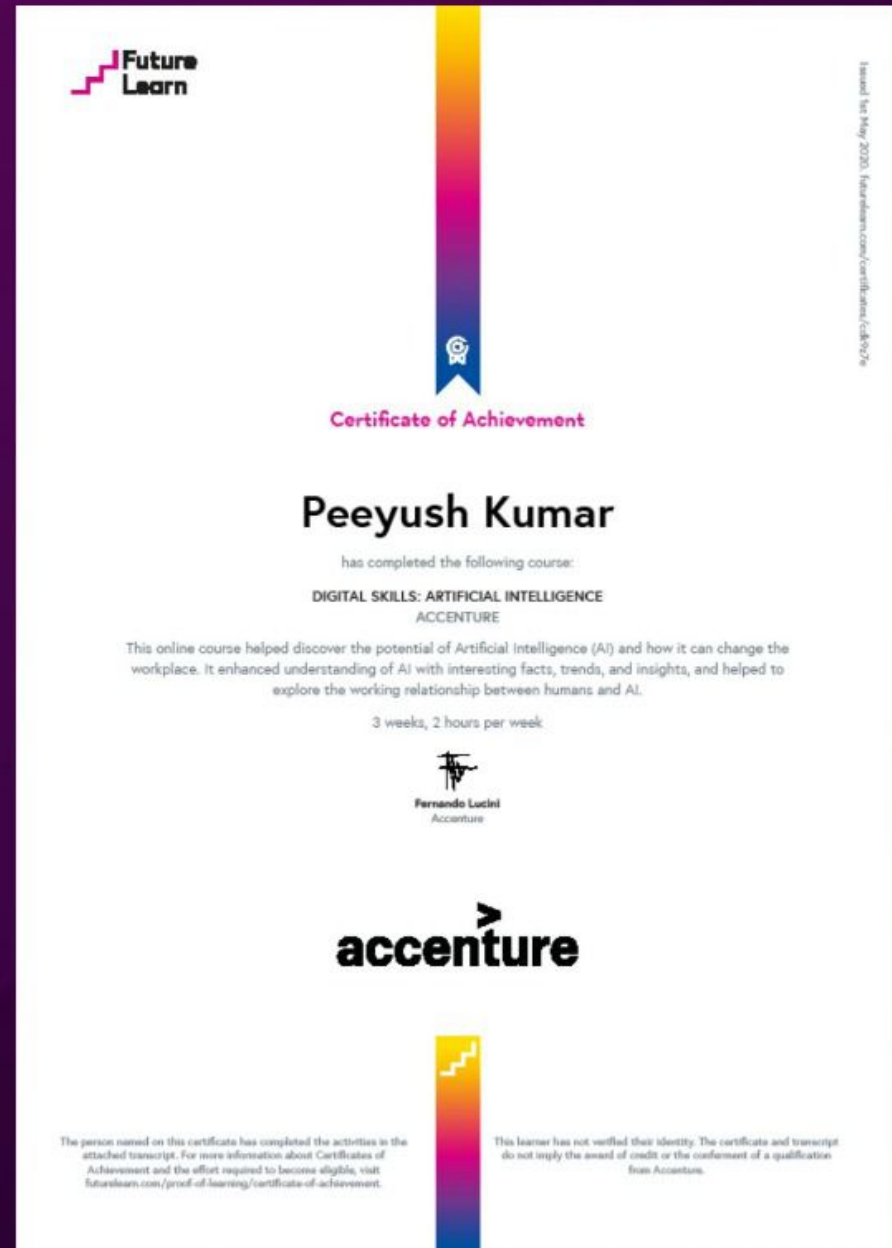 Future
Learn
Issued 1st May 2020. futurelearn.com/certificates/cdk9z7e
Certificate of Achievement
Peeyush Kumar
has completed the following course:
DIGITAL SKILLS: ARTIFICIAL INTELLIGENCE
ACCENTURE
This online course helped discover the potential of Artificial Intelligence (AI) and how it can change the
workplace. It enhanced understanding of AI with interesting facts, trends, and insights, and helped to
explore the working relationship between humans and AI.
3 weeks, 2 hours per week
Fernando Lucini
Accenture
accenture
The person named on this certificate has completed the activities in the
attached transcript. For more information about Certificates of
Achievement and the effort required to become eligible, visit
futurelearn.com/proof-of-learning/certificate-of-achievement.
This learner has not verified their identity. The certificate and transcript
do not imply the award of credit or the conferment of a qualification
from Accenture.